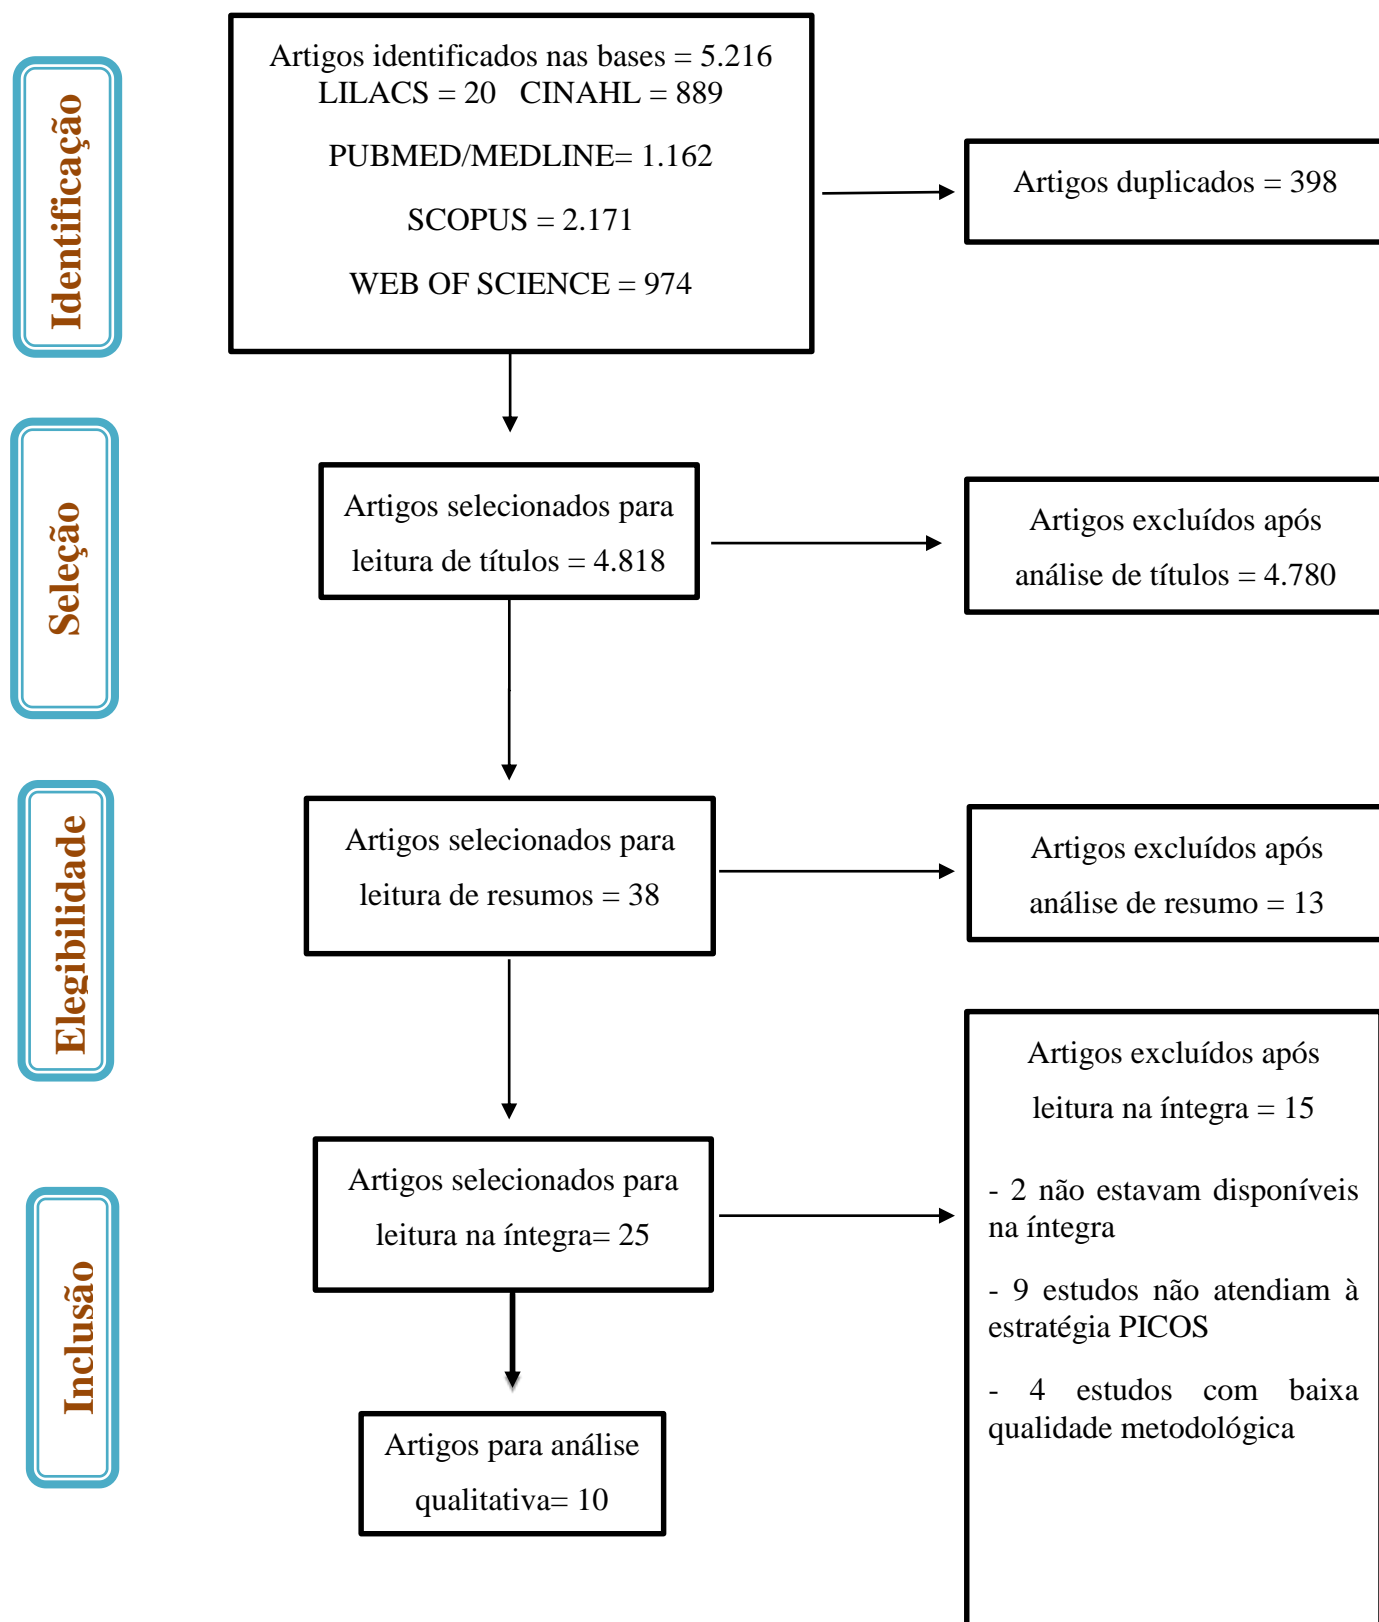 Identificação
Artigos identificados nas bases = 5.216
LILACS = 20 CINAHL = 889
PUBMED/MEDLINE= 1.162
SCOPUS = 2.171
WEB OF SCIENCE = 974
Artigos duplicados = 398
Seleção
Artigos selecionados para
leitura de títulos = 4.818
Artigos excluídos após
análise de títulos = 4.780
Elegibilidade
Artigos selecionados para
leitura de resumos = 38
Artigos excluídos após
análise de resumo = 13
Inclusão
Artigos selecionados para
leitura na íntegra= 25
Artigos excluídos após
leitura na íntegra = 15
- 2 não estavam disponíveis
na íntegra
- 9 estudos não atendiam à
estratégia PICOS
- 4 estudos com baixa
qualidade metodológica
Artigos para análise
qualitativa= 10